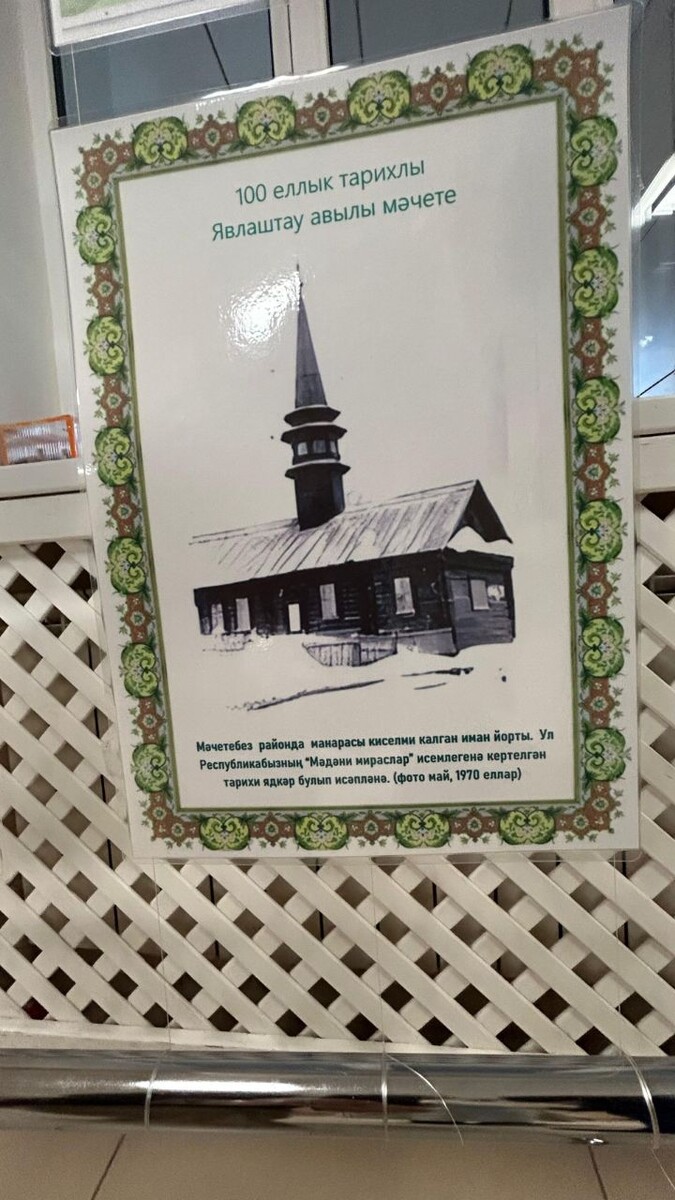 100 еллык тарихлы
Явлаштау авылы мәчете
Мәчетебез районда манарасы киселми калган иман йорты. Ул
Республикабызның "Мәдәни мираслар" исемлегенә кертелгән
тарихи ядкәр булып исәпләнә. (фото май, 1970 еллар)